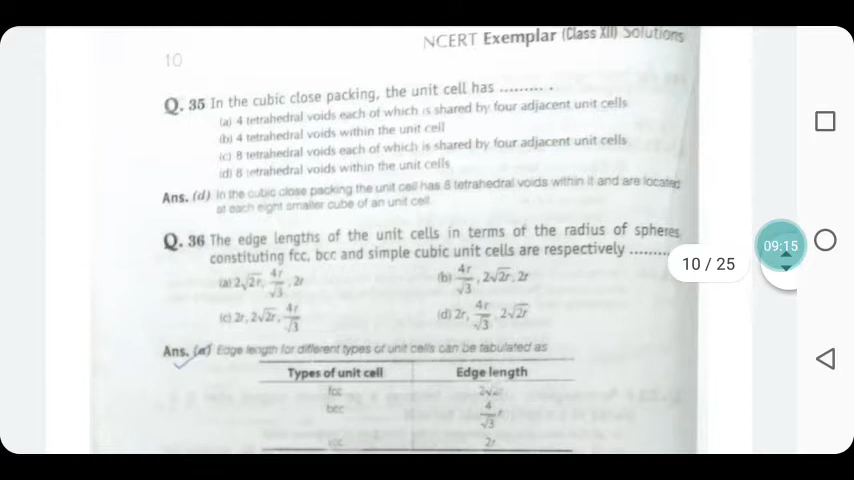 NCERT Exemplar (Class XII) Solutions
10
Q. 35 In the cubic close packing, the unit cell has ......... .
(a) 4 tetrahedral voids each of which is shared by four adjacent unit cells
(b) 4 tetrahedral voids within the unit cell
(c) 8 tetrahedral voids each of which is shared by four adjacent unit cells
(d) 8 tetrahedral voids within the unit cells
Ans. (d) In the cubic close packing the unit cell has 8 tetrahedral voids within it and are located
at each eight smaller cube of an unit cell.
Q. 36 The edge lengths of the unit cells in terms of the radius of spheres
constituting fcc, bcc and simple cubic unit cells are respectively .........
(a) 2√2r, 4r/√3, 2r (b) 4r/√3, 2√2r, 2r
(c) 2r, 2√2r, 4r/√3 (d) 2r, 4r/√3, 2√2r
Ans. (a) Edge length for different types of unit cells can be tabulated as
Types of unit cell Edge length
fcc 2√2r
bcc 4/√3 r
2r
09:15
10 / 25